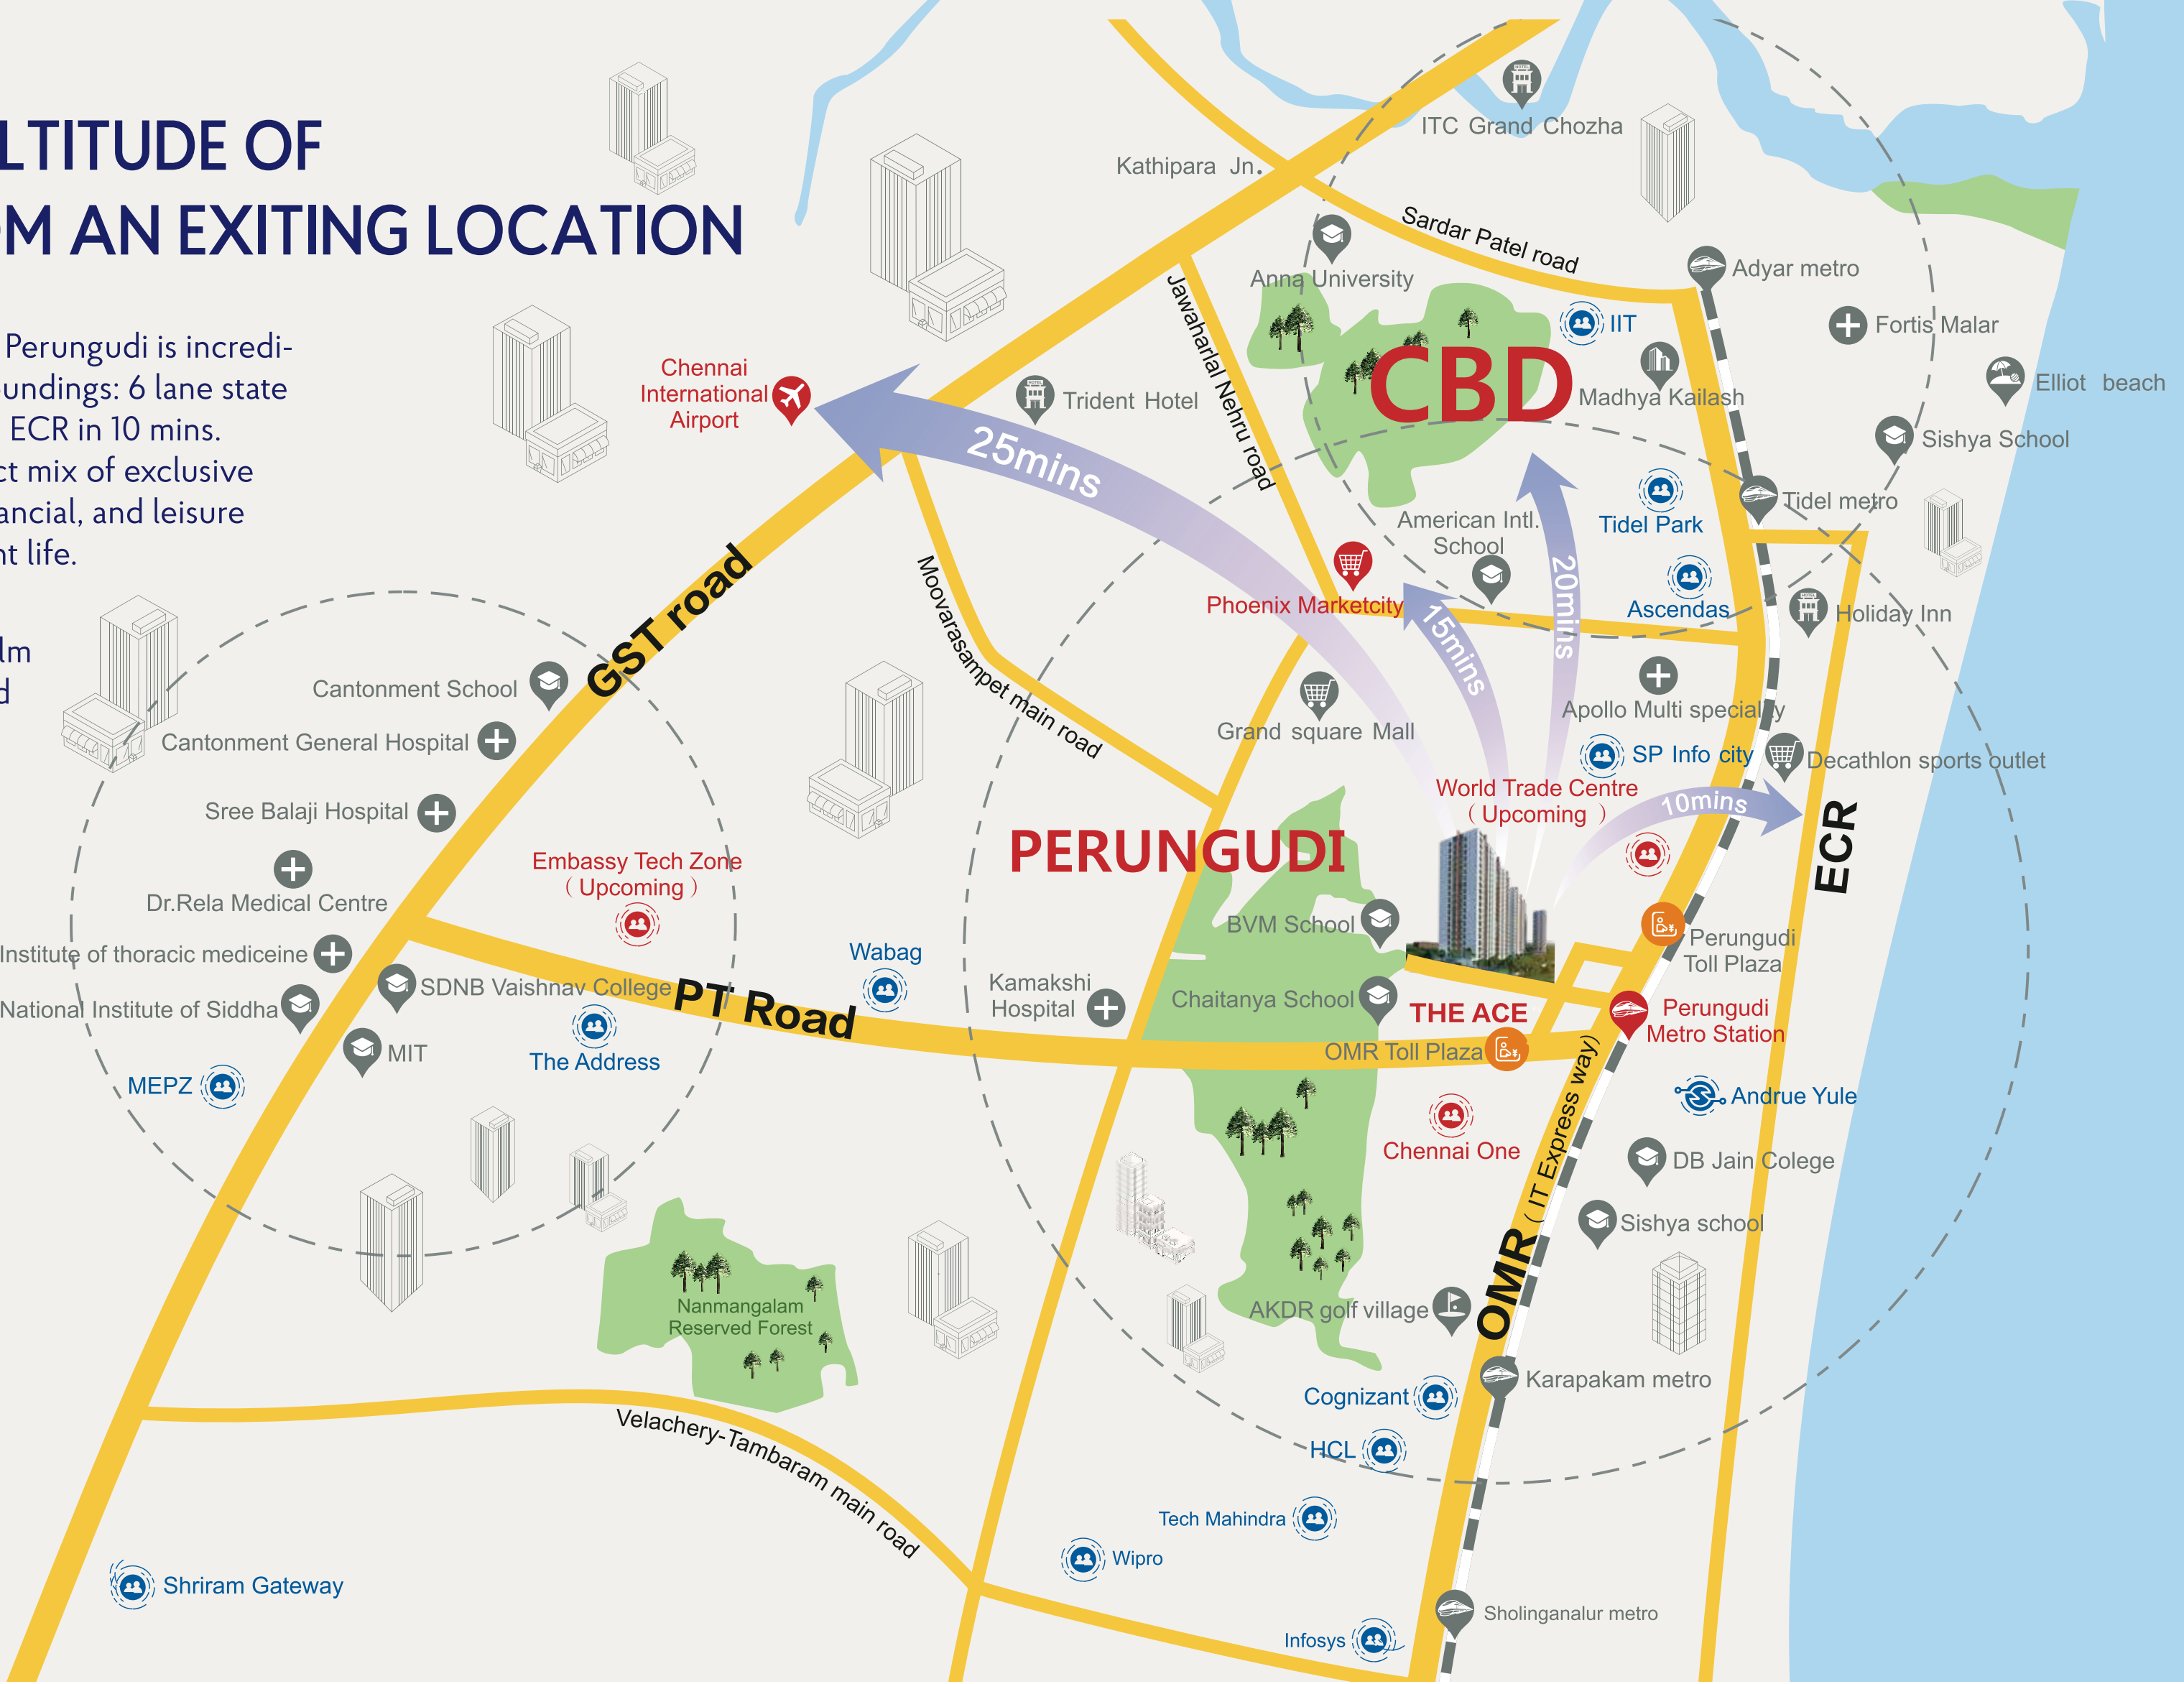 LTITUDE OF
OM AN EXITING LOCATION
Perungudi is incredi-
oundings: 6 lane state
ECR in 10 mins.
ct mix of exclusive
ancial, and leisure
nt life.
lm
d
ITC Grand Chozha
Kathipara Jn.
Sardar Patel road
Anna University
Adyar metro
IIT
Fortis Malar
Jawaharlal Nehru road
CBD
Madhya Kailash
Elliot beach
Chennai
International
Airport
Trident Hotel
25mins
Sishya School
Tidel Park
Tidel metro
American Intl.
School
20mins
Phoenix Marketcity
15mins
Ascendas
Holiday Inn
GST road
Moovarasampet main road
Cantonment School
Cantonment General Hospital
Grand square Mall
Apollo Multi speciality
SP Info city
Decathlon sports outlet
World Trade Centre
( Upcoming )
10mins
ECR
Sree Balaji Hospital
PERUNGUDI
Embassy Tech Zone
( Upcoming )
Dr.Rela Medical Centre
BVM School
Perungudi
Toll Plaza
Institute of thoracic mediceine
Wabag
SDNB Vaishnav College
PT Road
Kamakshi
Hospital
Chaitanya School
THE ACE
Perungudi
Metro Station
National Institute of Siddha
MIT
The Address
OMR Toll Plaza
MEPZ
Andrue Yule
Chennai One
OMR ( IT Express way)
DB Jain Colege
Sishya school
Nanmangalam
Reserved Forest
AKDR golf village
Karapakam metro
Cognizant
HCL
Velachery-Tambaram main road
Tech Mahindra
Wipro
Shriram Gateway
Sholinganalur metro
Infosys
HOTEL
HOTEL
HOTEL